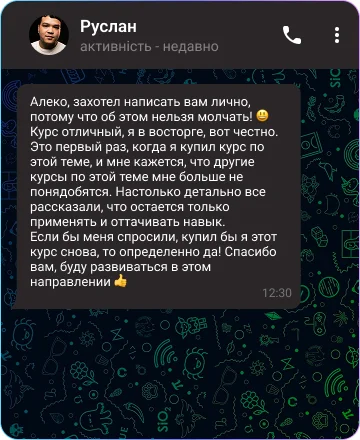 Руслан
активність - недавно
Алеко, захотел написать вам лично,
потому что об этом нельзя молчать! 😃
Курс отличный, я в восторге, вот честно.
Это первый раз, когда я купил курс по
этой теме, и мне кажется, что другие
курсы по этой теме мне больше не
понядобятся. Настолько детально все
рассказали, что остается только
применять и оттачивать навык.
Если бы меня спросили, купил бы я этот
курс снова, то определенно да! Спасибо
вам, буду развиваться в этом
направлении 👍
12:30